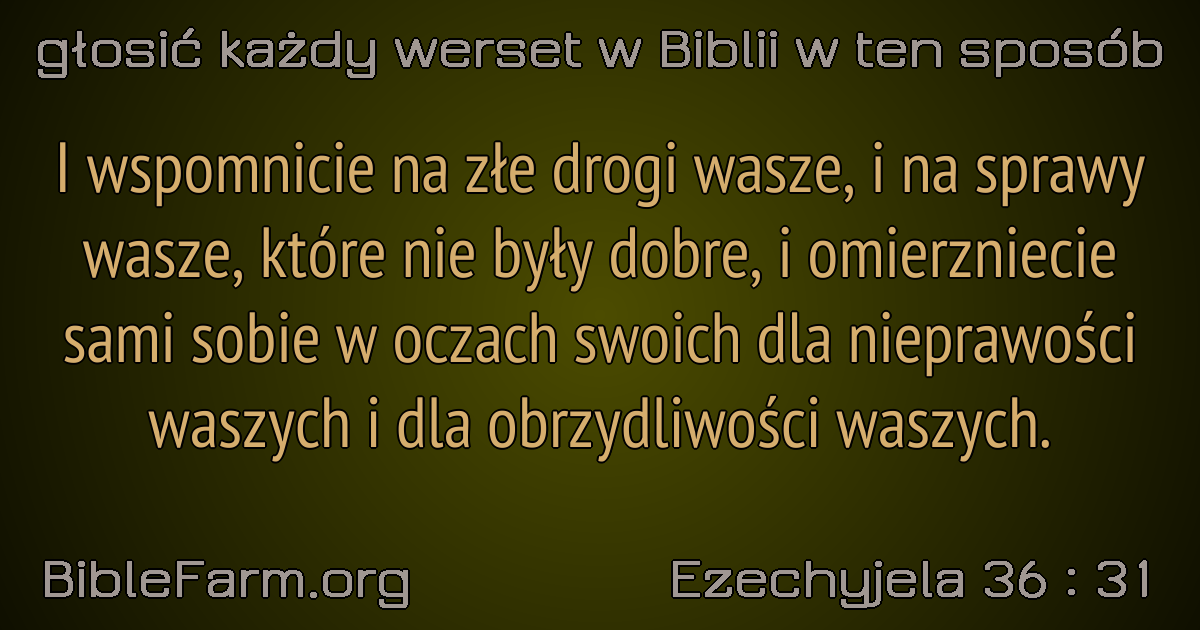 głosić każdy werset w Biblii w ten sposób
I wspomnicie na złe drogi wasze, i na sprawy
wasze, które nie były dobre, i omierzniecie
sami sobie w oczach swoich dla nieprawości
waszych i dla obrzydliwości waszych.
BibleFarm.org
Ezechyjela 36 : 31